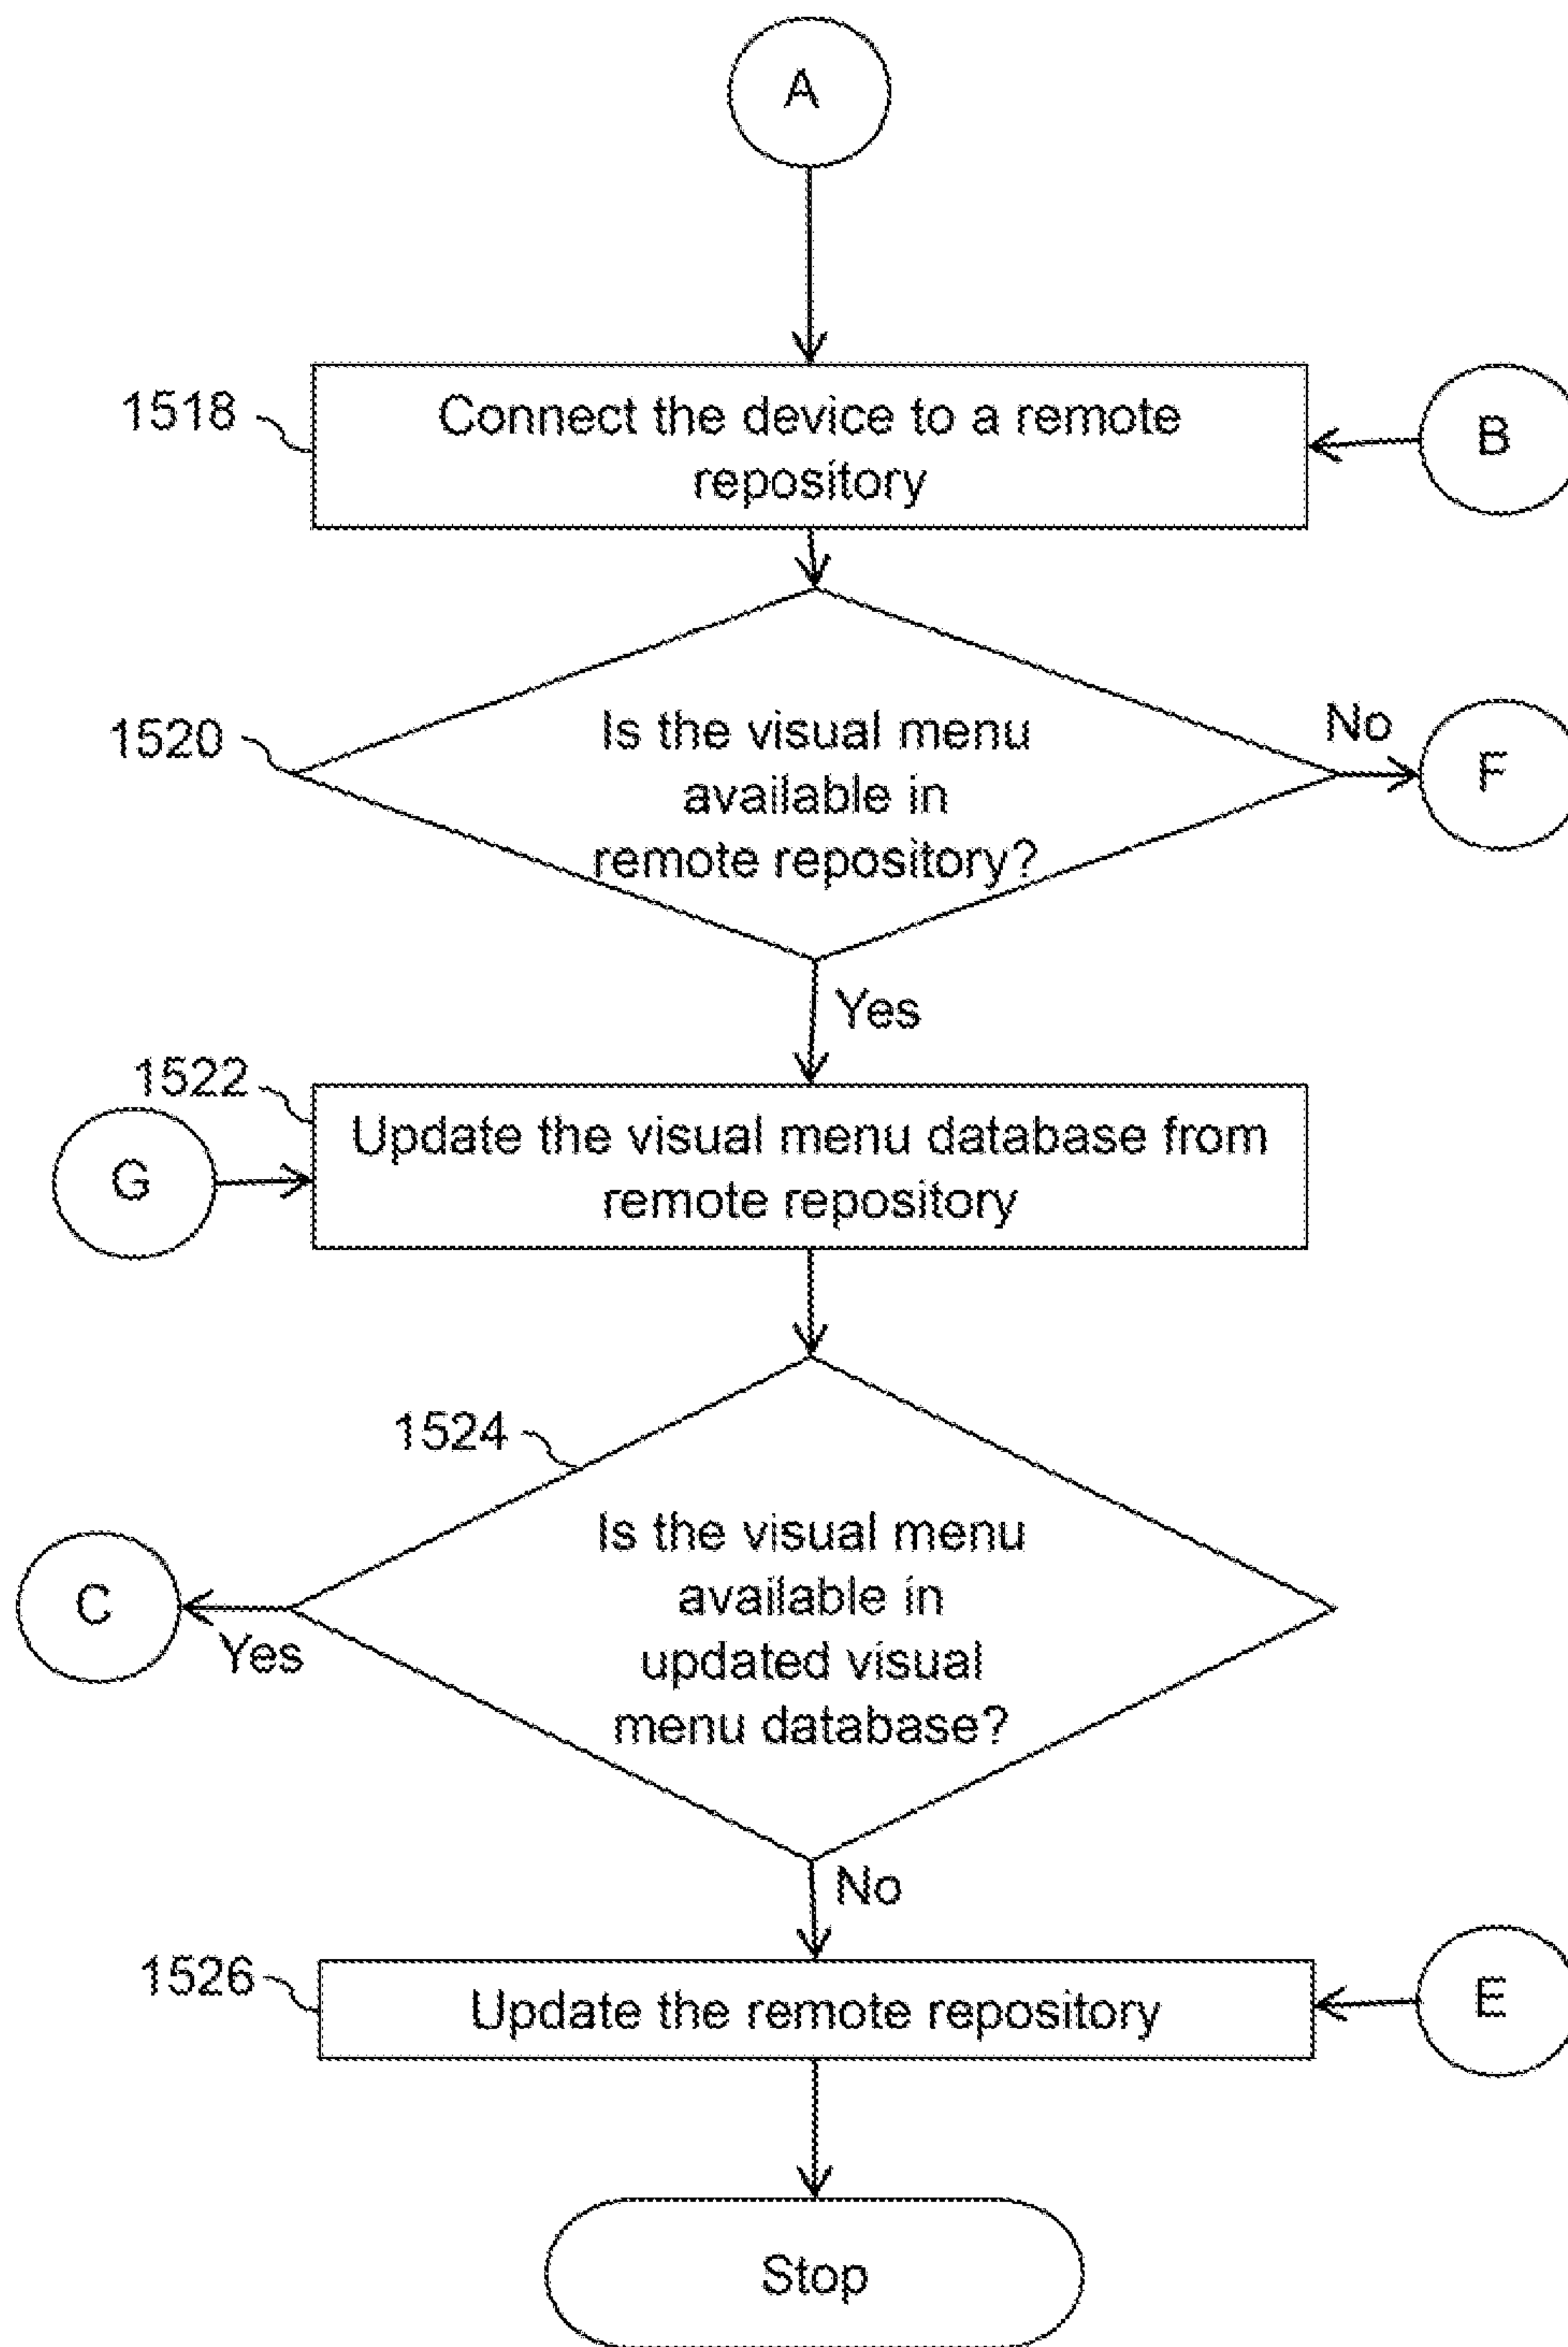 A
1518
Connect the device to a remote
repository
B
1520
Is the visual menu
available in
remote repository?
No
F
Yes
1522
Update the visual menu database from
remote repository
G
1524
Is the visual menu
available in
updated visual
menu database?
C
Yes
No
1526
Update the remote repository
E
Stop